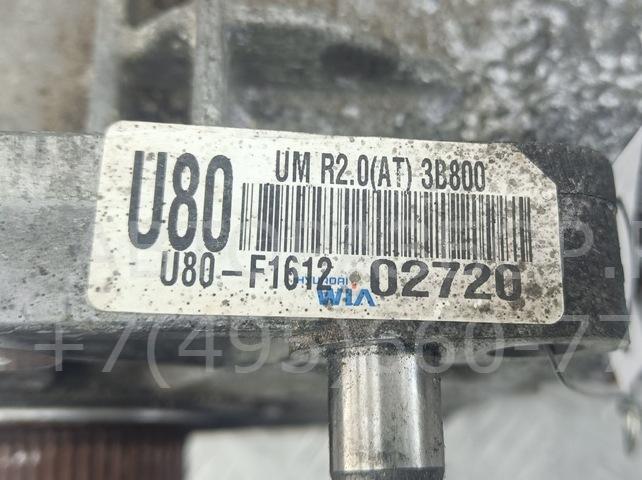 U80
UM R2.0(AT) 3B800
U80-F1612 02720
HYUNDAI
WIA